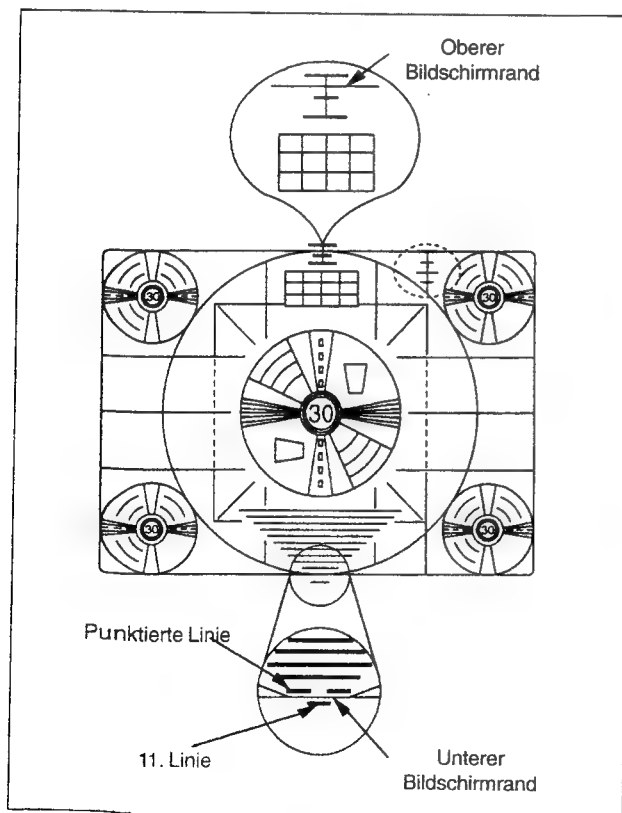 Oberer
Bildschirmrand
30
30
30
30
30
Punktierte Linie
11. Linie
Unterer
Bildschirmrand